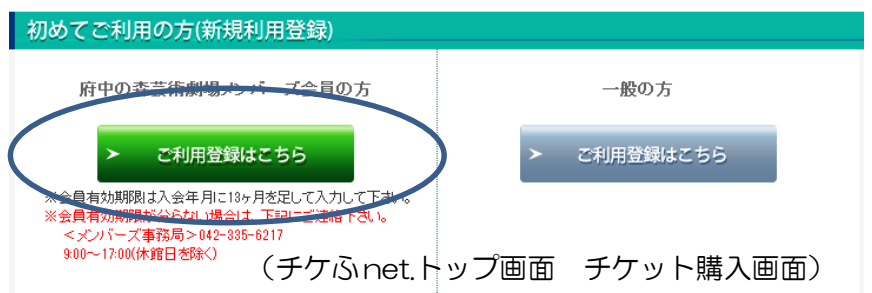 初めてご利用の方(新規利用登録)
府中の森芸術劇場メンバーズ会員の方
一般の方
> ご利用登録はこちら
> ご利用登録はこちら
※会員有効期限は入会年月に13ヶ月を足して入力して下さい。
※会員有効期限が分らない場合は、下記にご連絡下さい。
<メンバーズ事務局>042-335-6217
9:00～17:00(休館日を除く)
（チケふnet.トップ画面　チケット購入画面）